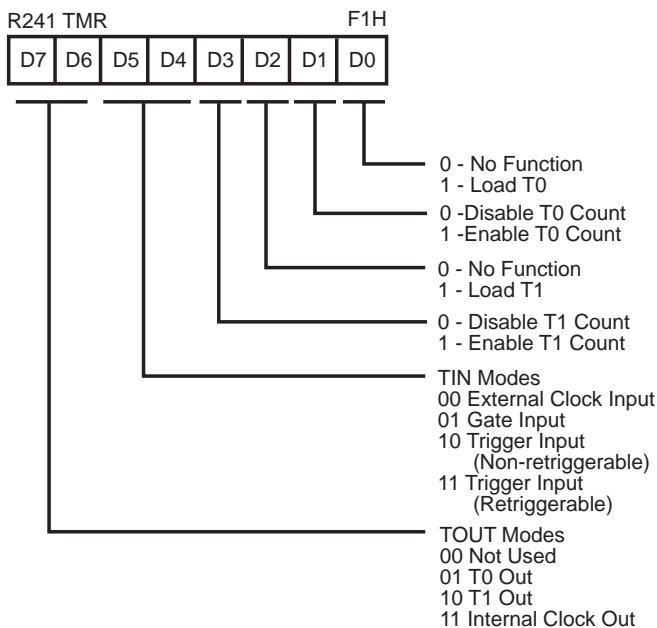 R241 TMR F1H
D7 D6 D5 D4 D3 D2 D1 D0
0 - No Function
1 - Load T0
0 -Disable T0 Count
1 -Enable T0 Count
0 - No Function
1 - Load T1
0 - Disable T1 Count
1 - Enable T1 Count
TIN Modes
00 External Clock Input
01 Gate Input
10 Trigger Input
(Non-retriggerable)
11 Trigger Input
(Retriggerable)
TOUT Modes
00 Not Used
01 T0 Out
10 T1 Out
11 Internal Clock Out